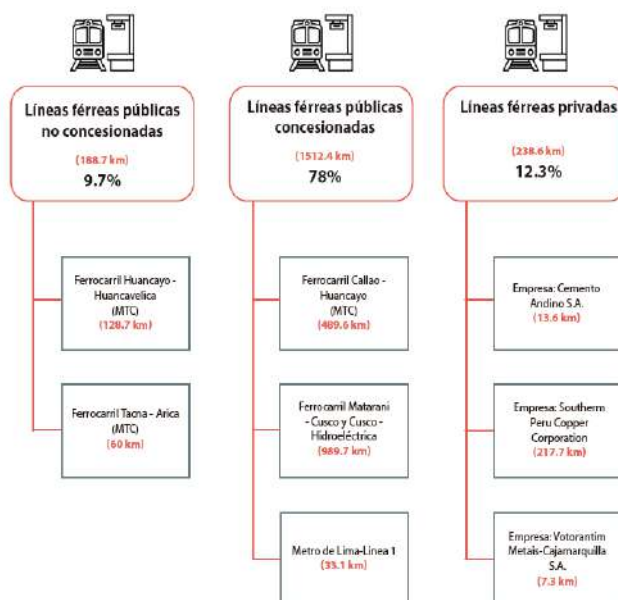 Líneas férreas públicas
no concesionadas
(188.7 km)
9.7%
Ferrocarril Huancayo -
Huancavelica
(MTC)
(128.7 km)
Ferrocarril Tacna - Arica
(MTC)
(60 km)
Líneas férreas públicas
concesionadas
(1512.4 km)
78%
Ferrocarril Callao -
Huancayo
(MTC)
(489.6 km)
Ferrocarril Matarani
- Cusco y Cusco -
Hidroeléctrica
(989.7 km)
Metro de Lima-Linea 1
(33.1 km)
Líneas férreas privadas
(238.6 km)
12.3%
Empresa: Cemento
Andino S.A.
(13.6 km)
Empresa: Southerm
Peru Copper
Corporation
(217.7 km)
Empresa: Votorantim
Metais-Cajamarquilla
S.A.
(7.3 km)